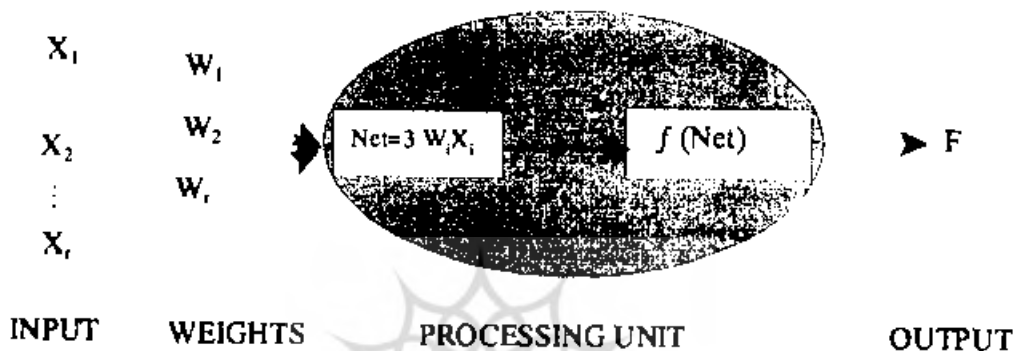 X₁
W₁
X₂ W₂ Net=3 WᵢXᵢ f (Net) F
⋮ Wᵣ
Xᵣ
INPUT WEIGHTS PROCESSING UNIT OUTPUT